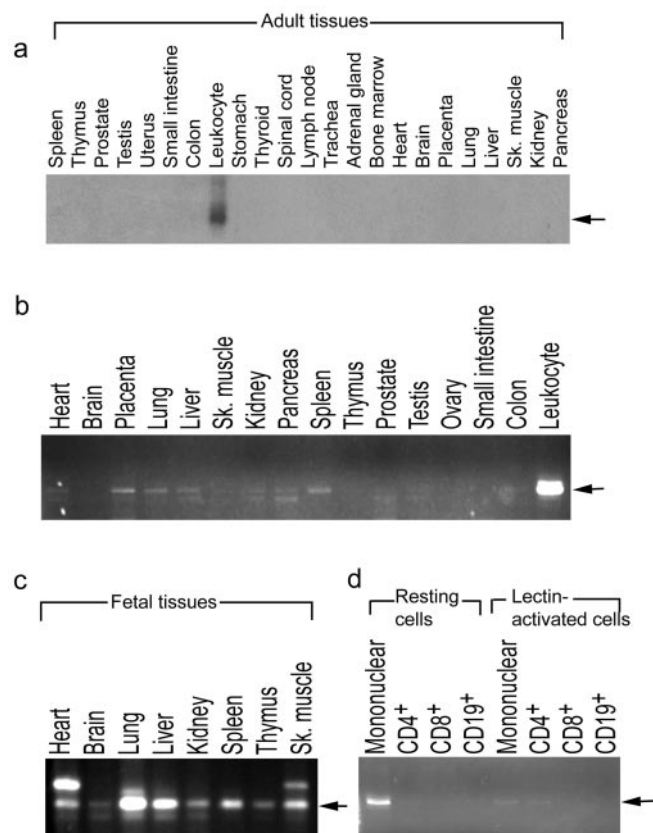 Adult tissues
a
Spleen
Thymus
Prostate
Testis
Uterus
Small intestine
Colon
Leukocyte
Stomach
Thyroid
Spinal cord
Lymph node
Trachea
Adrenal gland
Bone marrow
Heart
Brain
Placenta
Lung
Liver
Sk. muscle
Kidney
Pancreas
b
Heart
Brain
Placenta
Lung
Liver
Sk. muscle
Kidney
Pancreas
Spleen
Thymus
Prostate
Testis
Ovary
Small intestine
Colon
Leukocyte
c
Fetal tissues
Heart
Brain
Lung
Liver
Kidney
Spleen
Thymus
Sk. muscle
d
Resting
cells
Lectin-
activated cells
Mononuclear
CD4+
CD8+
CD19+
Mononuclear
CD4+
CD8+
CD19+